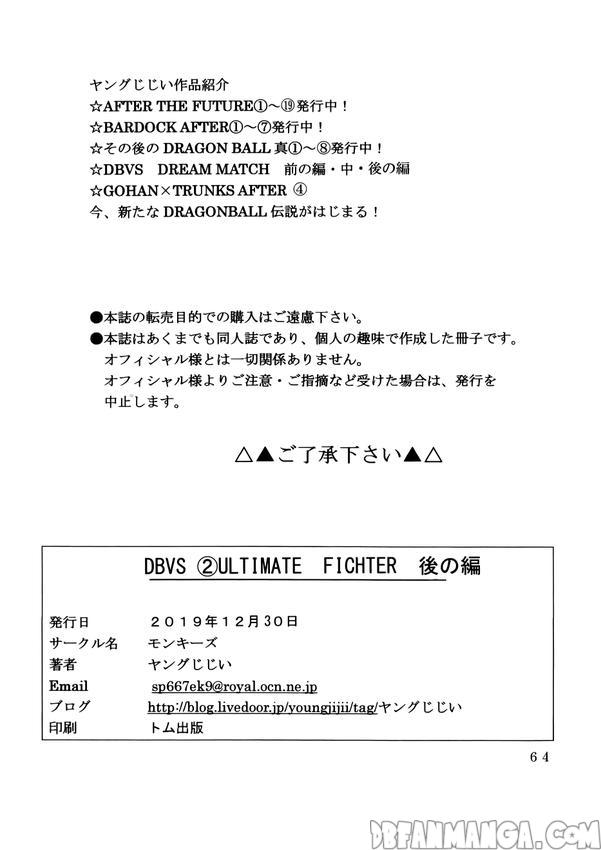 ヤングじじい作品紹介
☆AFTER THE FUTURE①～⑲発行中！
☆BARDOCK AFTER①～⑦発行中！
☆その後のDRAGON BALL真①～⑧発行中！
☆DBVS　DREAM MATCH　前の編・中・後の編
☆GOHAN×TRUNKS AFTER ④
今、新たなDRAGONBALL伝説がはじまる！
●本誌の転売目的での購入はご遠慮下さい。
●本誌はあくまでも同人誌であり、個人の趣味で作成した冊子です。
オフィシャル様とは一切関係ありません。
オフィシャル様よりご注意・ご指摘など受けた場合は、発行を
中止します。
△▲ご了承下さい▲△
DBVS ②ULTIMATE　FICHTER　後の編
発行日　２０１９年１２月３０日
サークル名　モンキーズ
著者　ヤングじじい
Email　sp667ek9@royal.ocn.ne.jp
ブログ　http://blog.livedoor.jp/youngjijii/tag/ヤングじじい
印刷　トム出版
６４
DBFANMANGA.COM